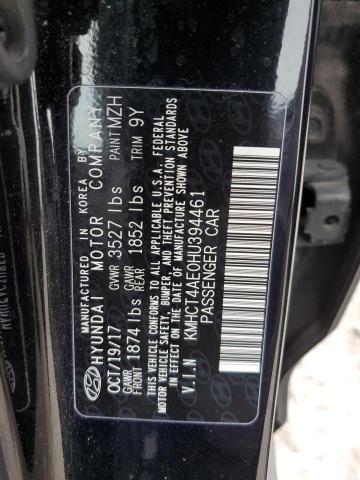 MANUFACTURED IN KOREA BY
HYUNDAI MOTOR COMPANY
OCT/19/17 GVWR 3527 lbs PAINT MZH
GAWR FRONT 1874 lbs GAWR REAR 1852 lbs TRIM 9Y
THIS VEHICLE CONFORMS TO ALL APPLICABLE U.S.A. FEDERAL
MOTOR VEHICLE SAFETY, BUMPER, AND THEFT PREVENTION STANDARDS
IN EFFECT ON THE DATE OF MANUFACTURE SHOWN ABOVE
V.I.N KMHCT4AE0HU394461
PASSENGER CAR